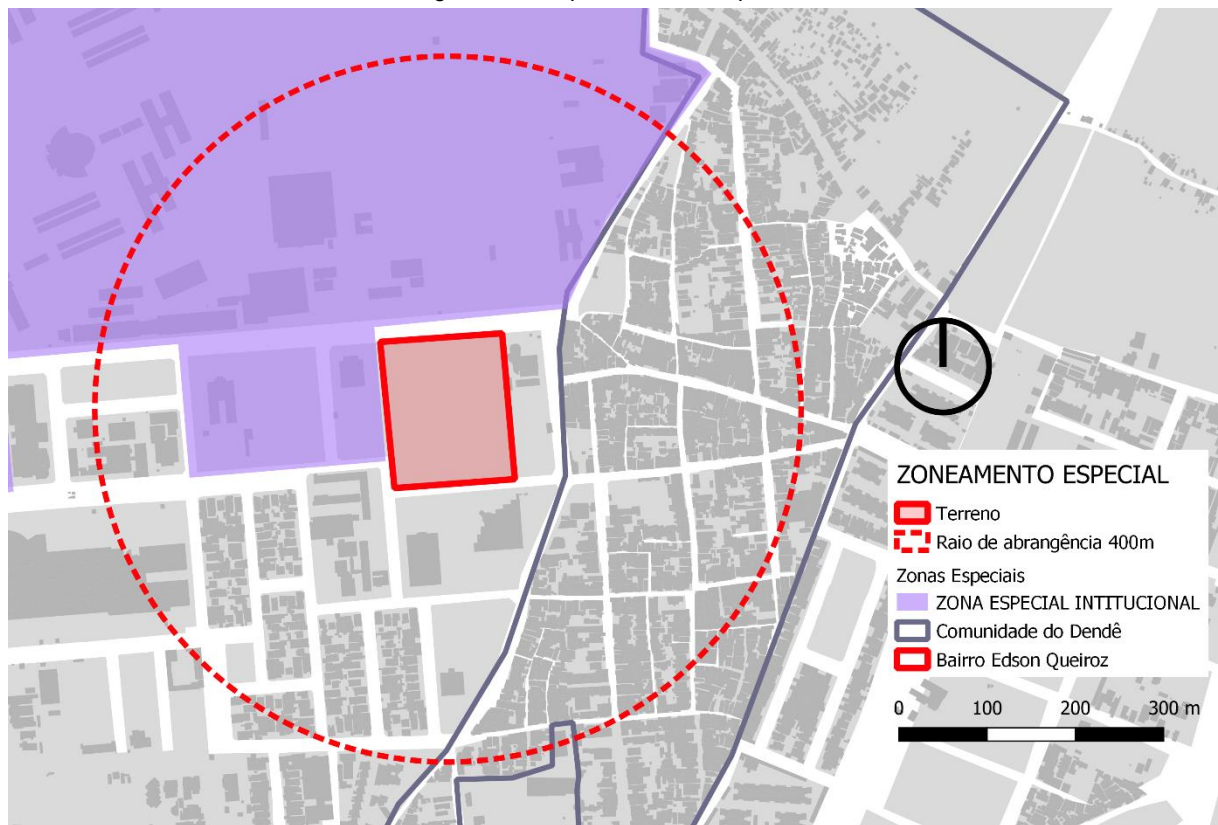 ZONEAMENTO ESPECIAL
Terreno
Raio de abrangência 400m
Zonas Especiais
ZONA ESPECIAL INTITUCIONAL
Comunidade do Dendê
Bairro Edson Queiroz
0 100 200 300 m